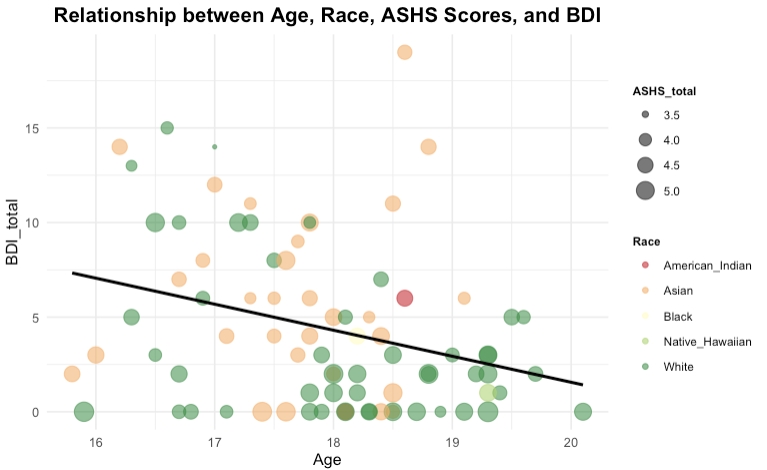 Relationship between Age, Race, ASHS Scores, and BDI
BDI_total
15
10
5
0
16 17 18 19 20
Age
ASHS_total
3.5
4.0
4.5
5.0
Race
American_Indian
Asian
Black
Native_Hawaiian
White